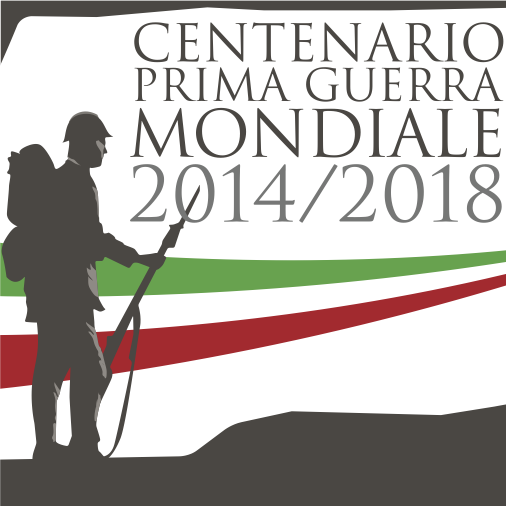 CENTENARIO
PRIMA GUERRA
MONDIALE
2014/2018